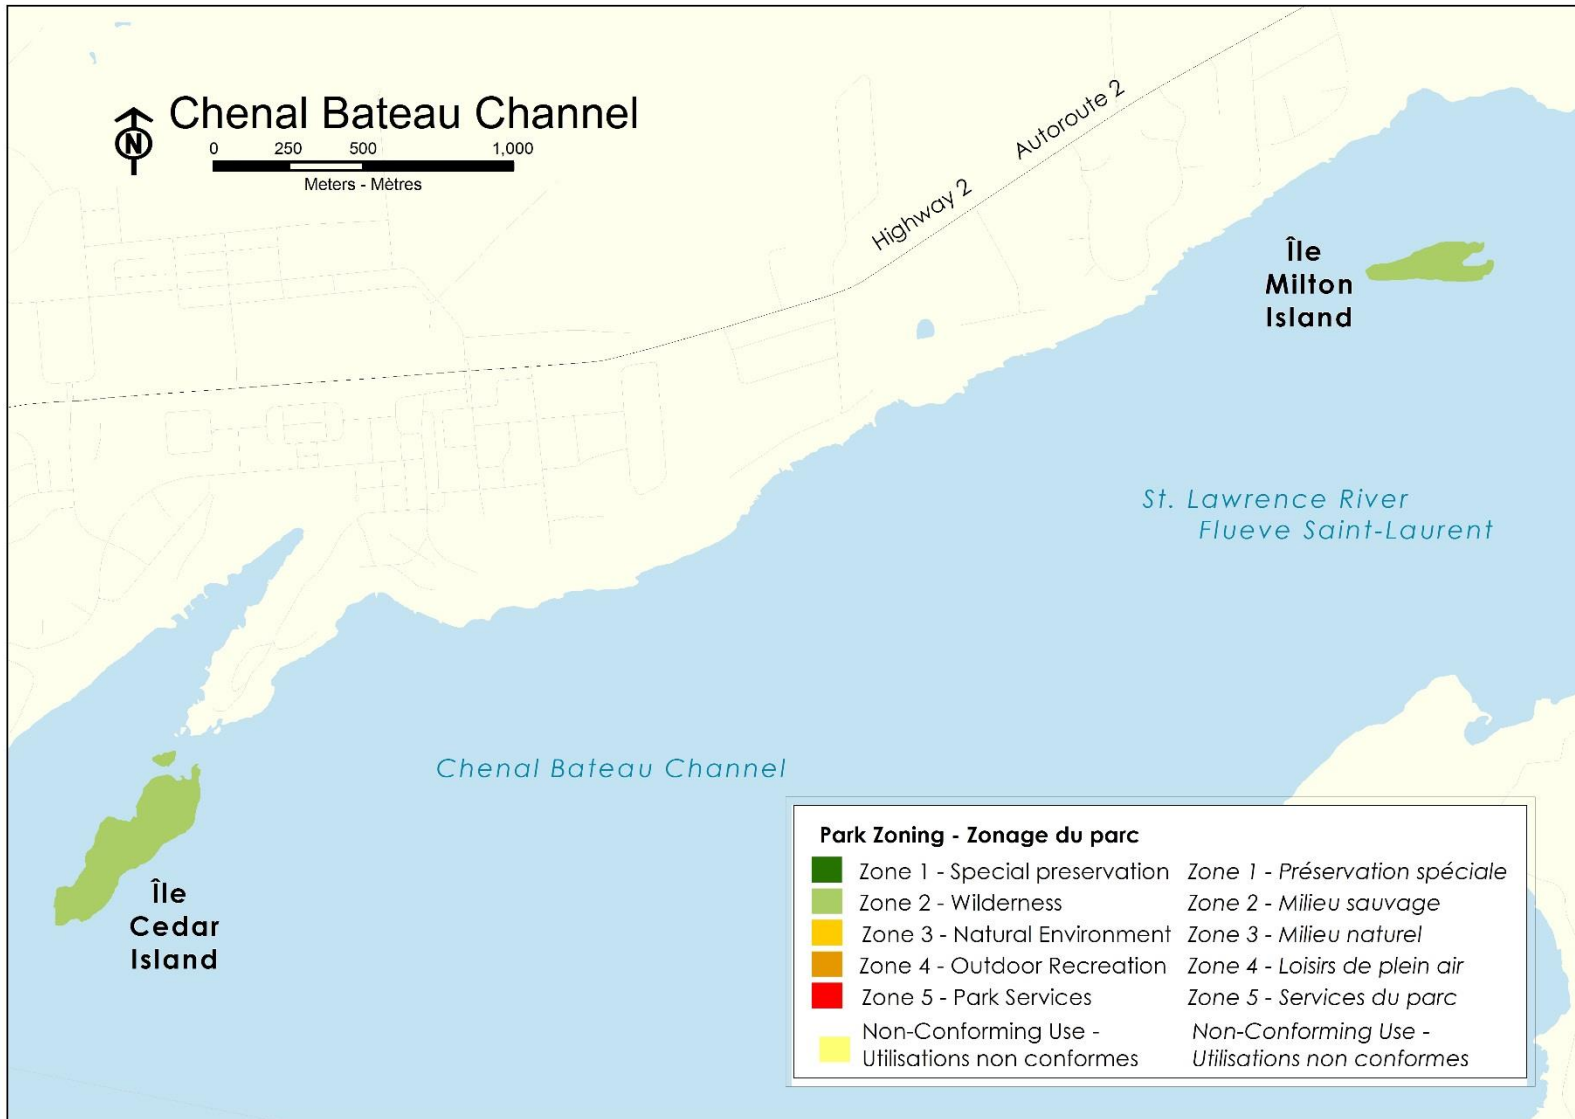 N
Chenal Bateau Channel
0 250 500 1,000
Meters - Mètres
Highway 2
Autoroute 2
Île
Milton
Island
St. Lawrence River
Flueve Saint-Laurent
Chenal Bateau Channel
Île
Cedar
Island
Park Zoning - Zonage du parc
Zone 1 - Special preservation Zone 1 - Préservation spéciale
Zone 2 - Wilderness Zone 2 - Milieu sauvage
Zone 3 - Natural Environment Zone 3 - Milieu naturel
Zone 4 - Outdoor Recreation Zone 4 - Loisirs de plein air
Zone 5 - Park Services Zone 5 - Services du parc
Non-Conforming Use - Non-Conforming Use -
Utilisations non conformes Utilisations non conformes